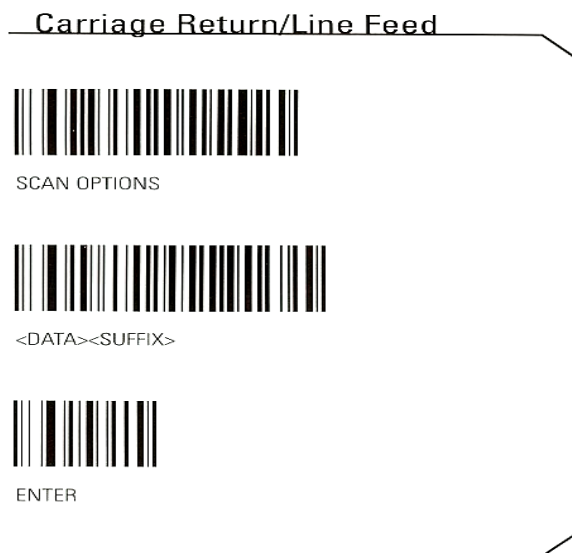 Carriage Return/Line Feed
SCAN OPTIONS
<DATA><SUFFIX>
ENTER